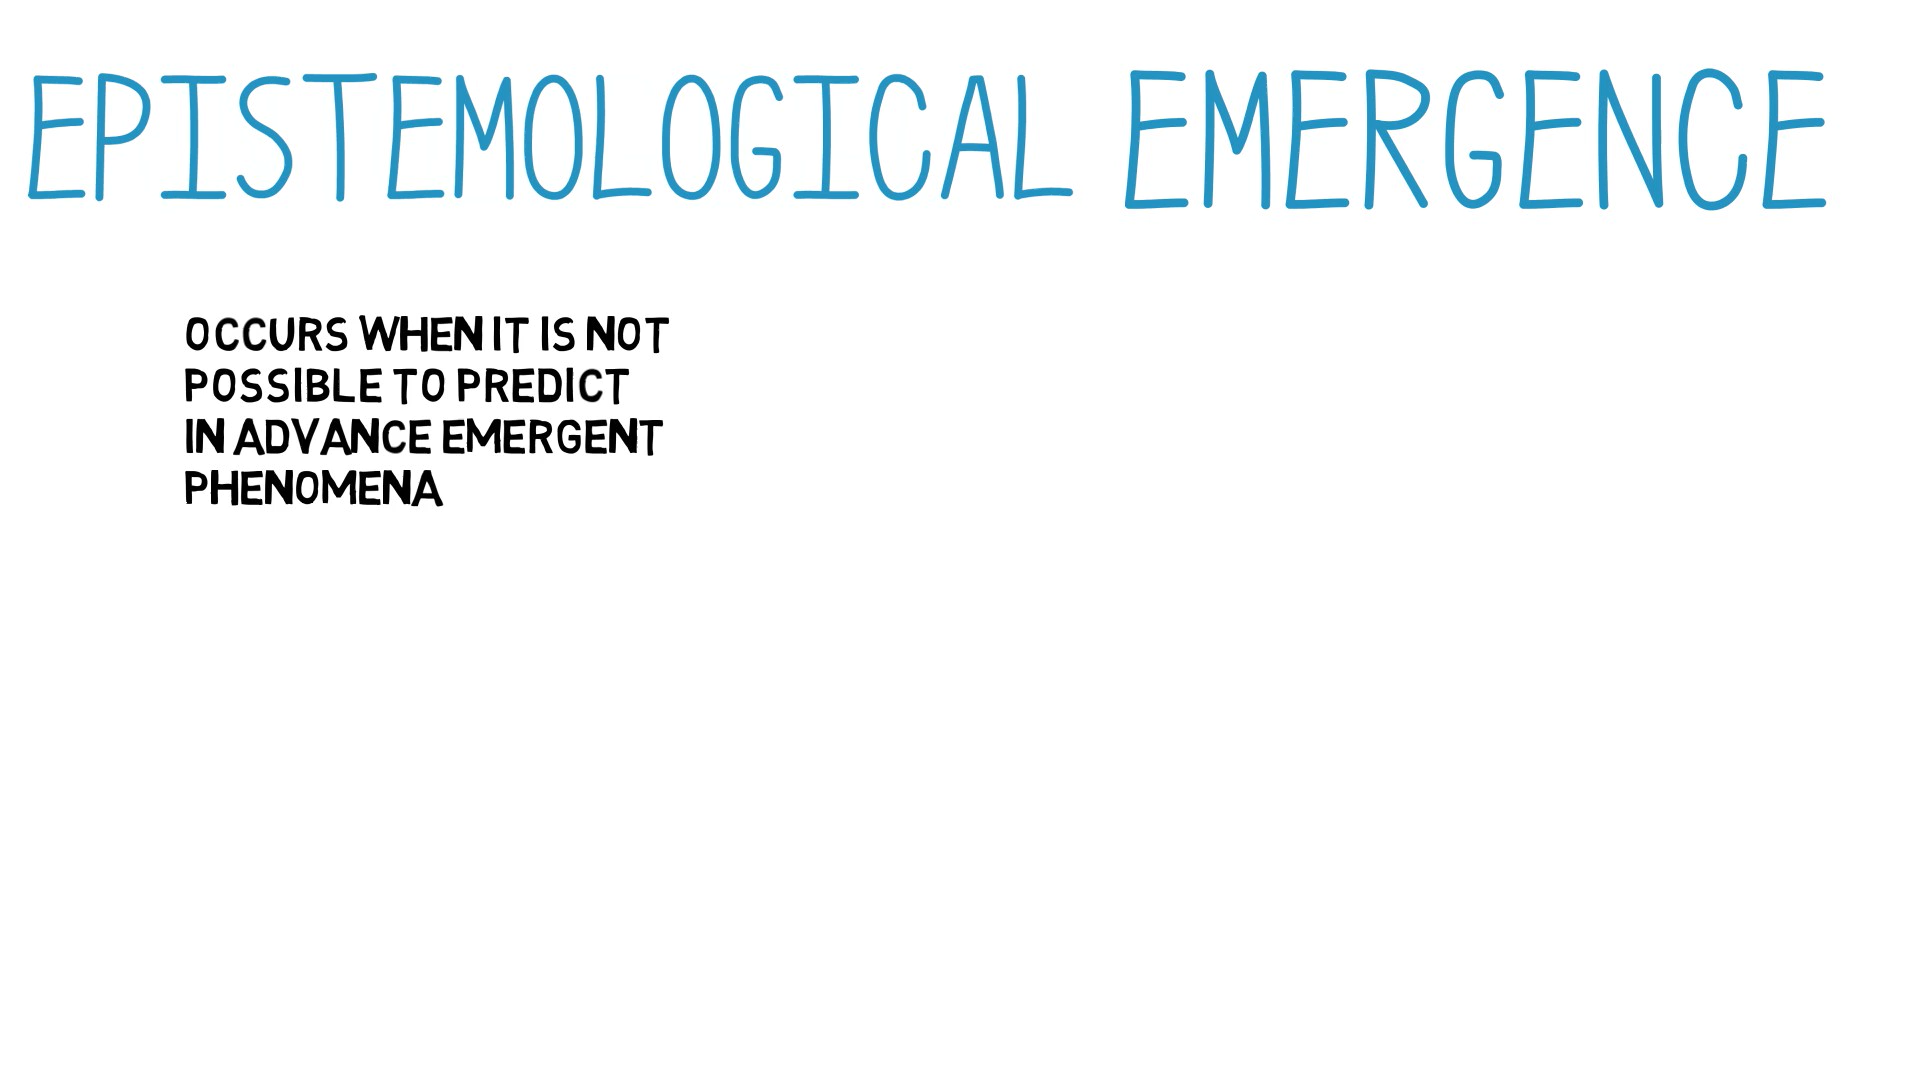 EPISTEMOLOGICAL EMERGENCE
OCCURS WHEN IT IS NOT
POSSIBLE TO PREDICT
IN ADVANCE EMERGENT
PHENOMENA